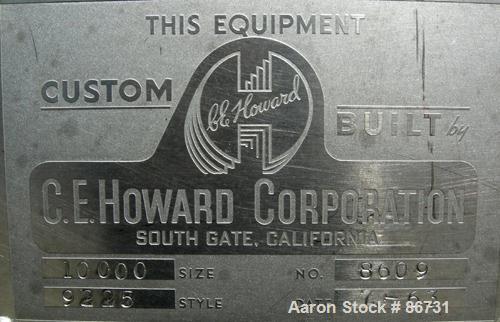 THIS EQUIPMENT
C.E. Howard
CUSTOM BUILT by
C.E. HOWARD CORPORATION
SOUTH GATE, CALIFORNIA
10000 SIZE NO. 8609
9225 STYLE
Aaron Stock # 86731